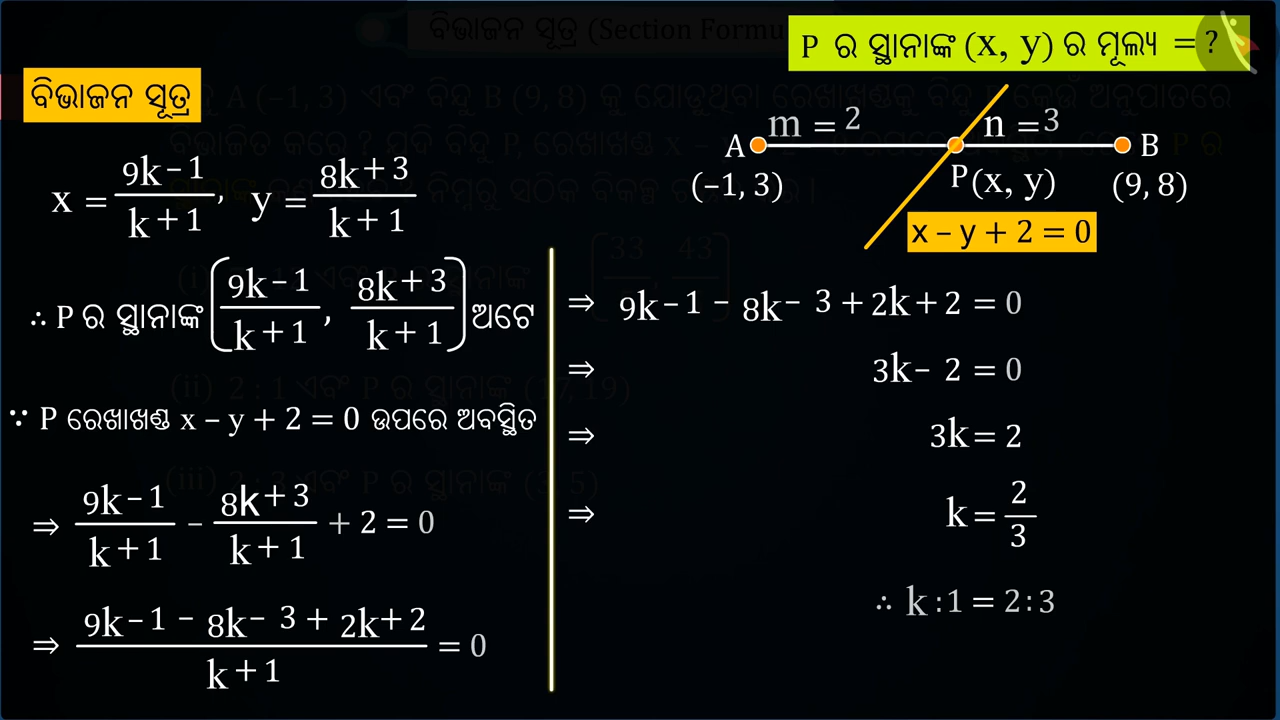 P ର ସ୍ଥାନାଙ୍କ (x, y) ର ମୂଲ୍ୟ = ?
ବିଭାଜନ ସୂତ୍ର
x = (9k – 1)/(k + 1), y = (8k + 3)/(k + 1)
m = 2 n = 3
A P(x, y) B
(–1, 3) (9, 8)
x – y + 2 = 0
∴ P ର ସ୍ଥାନାଙ୍କ ((9k – 1)/(k + 1), (8k + 3)/(k + 1)) ଅଟେ
∵ P ରେଖାଖଣ୍ଡ x – y + 2 = 0 ଉପରେ ଅବସ୍ଥିତ
⇒ (9k – 1)/(k + 1) – (8k + 3)/(k + 1) + 2 = 0
⇒ (9k – 1 – 8k – 3 + 2k + 2)/(k + 1) = 0
⇒ 9k – 1 – 8k – 3 + 2k + 2 = 0
⇒ 3k – 2 = 0
⇒ 3k = 2
⇒ k = 2/3
∴ k : 1 = 2 : 3